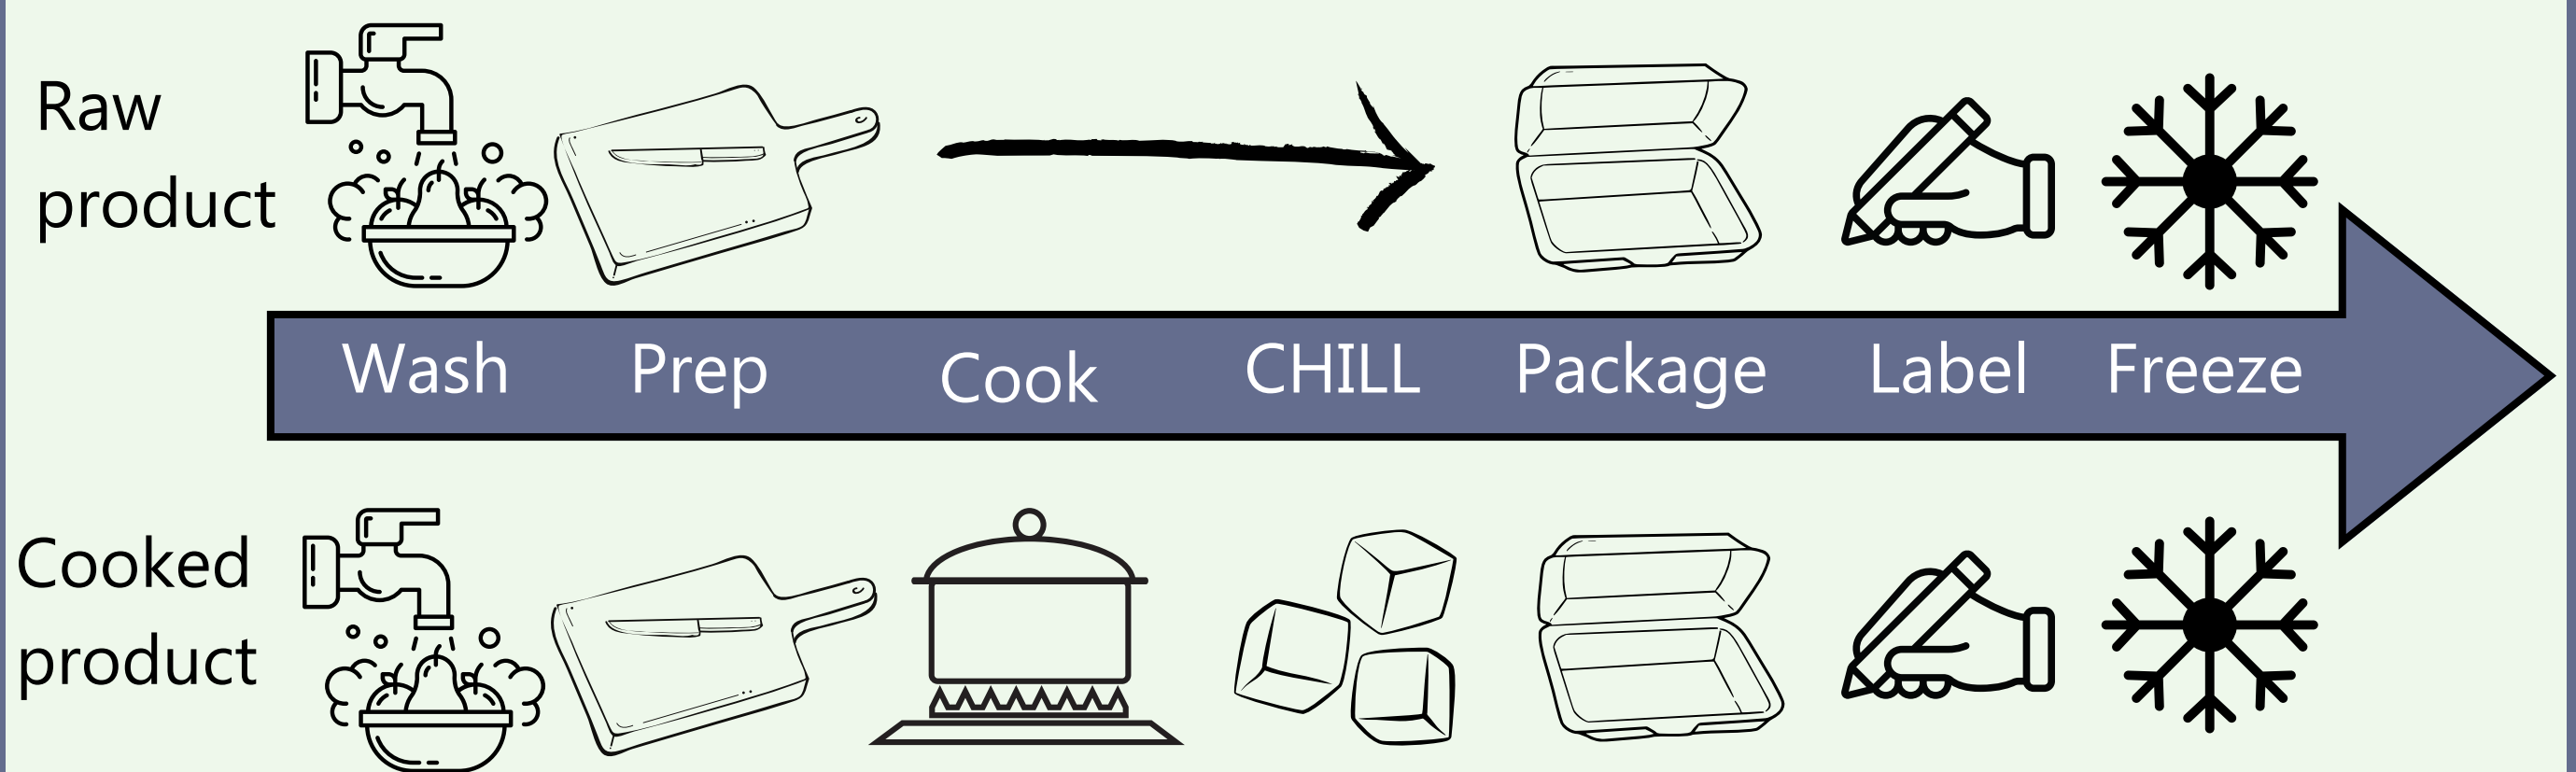 Raw
product
Wash Prep Cook CHILL Package Label Freeze
Cooked
product